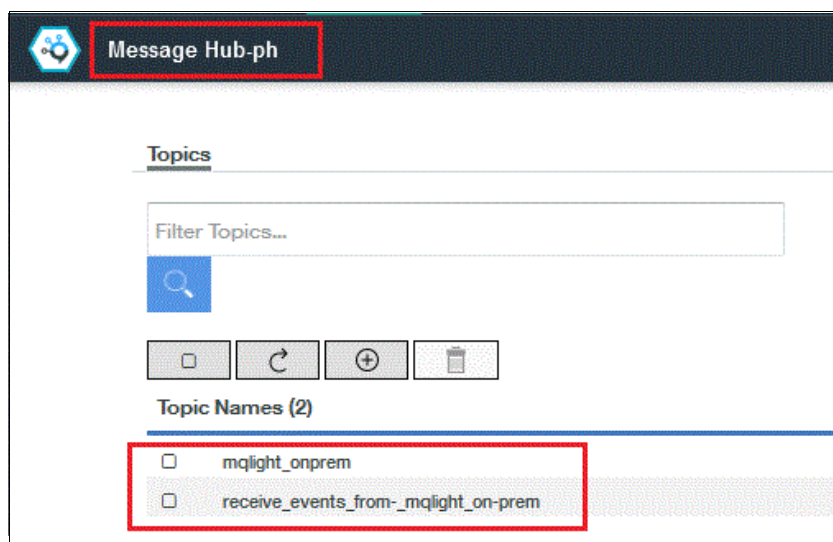 Message Hub-ph
Topics
Filter Topics...
Topic Names (2)
mqlight_onprem
receive_events_from-_mqlight_on-prem